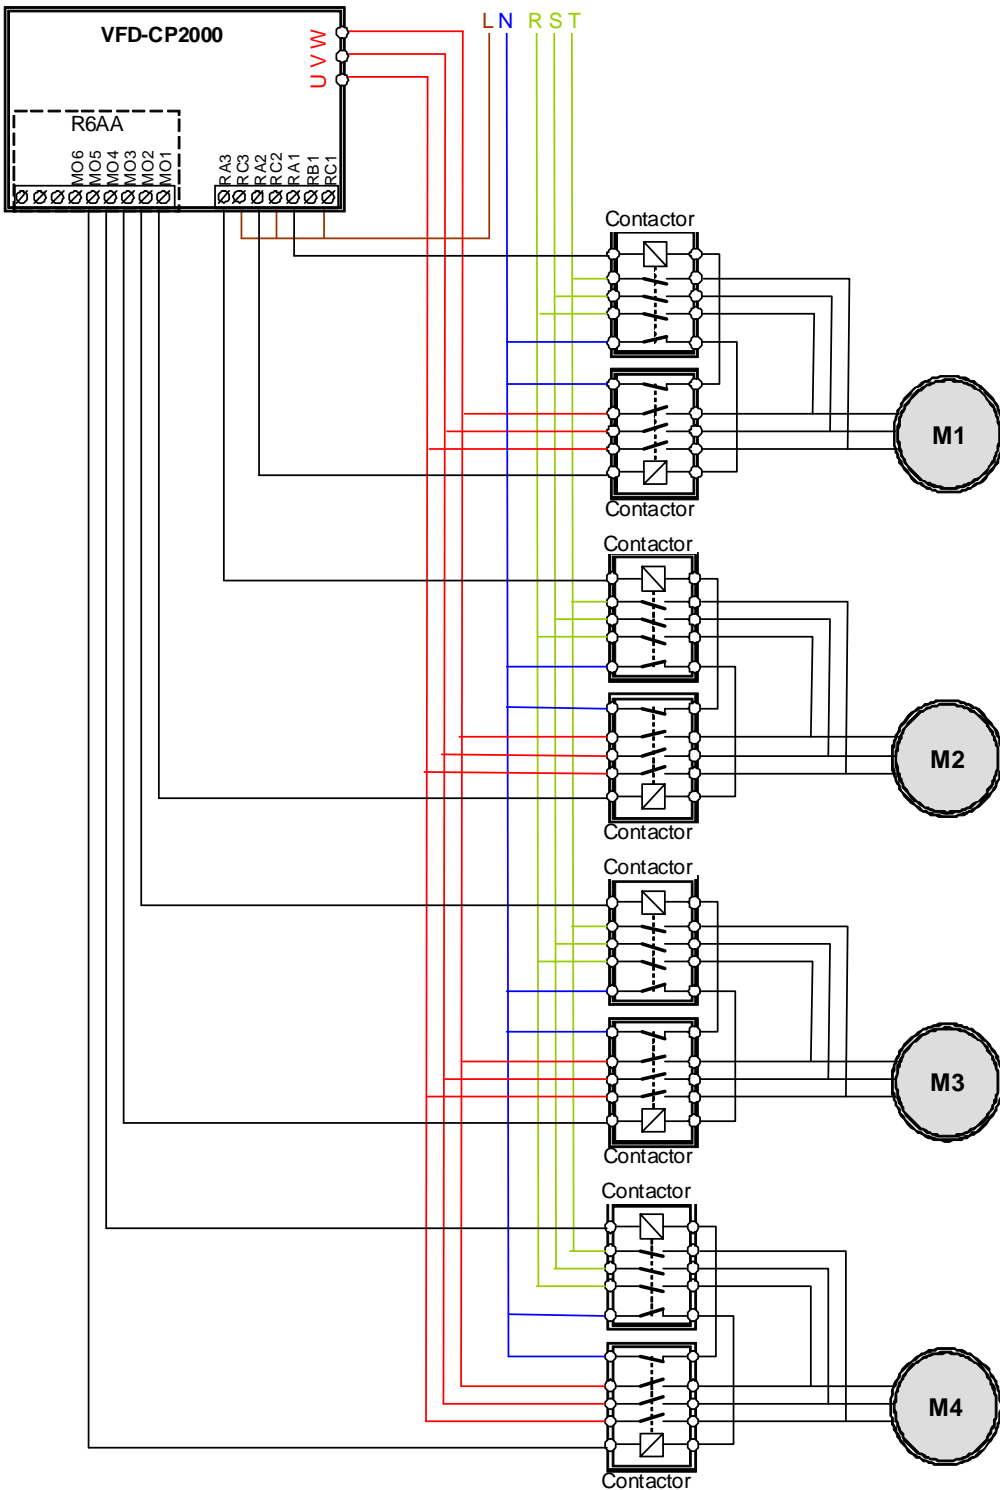 VFD-CP2000
L N R S T
U V W
R6AA
MO6
MO5
MO4
MO3
MO2
MO1
RA3
RC3
RA2
RC2
RA1
RB1
RC1
Contactor
M1
Contactor
Contactor
M2
Contactor
Contactor
M3
Contactor
Contactor
M4
Contactor